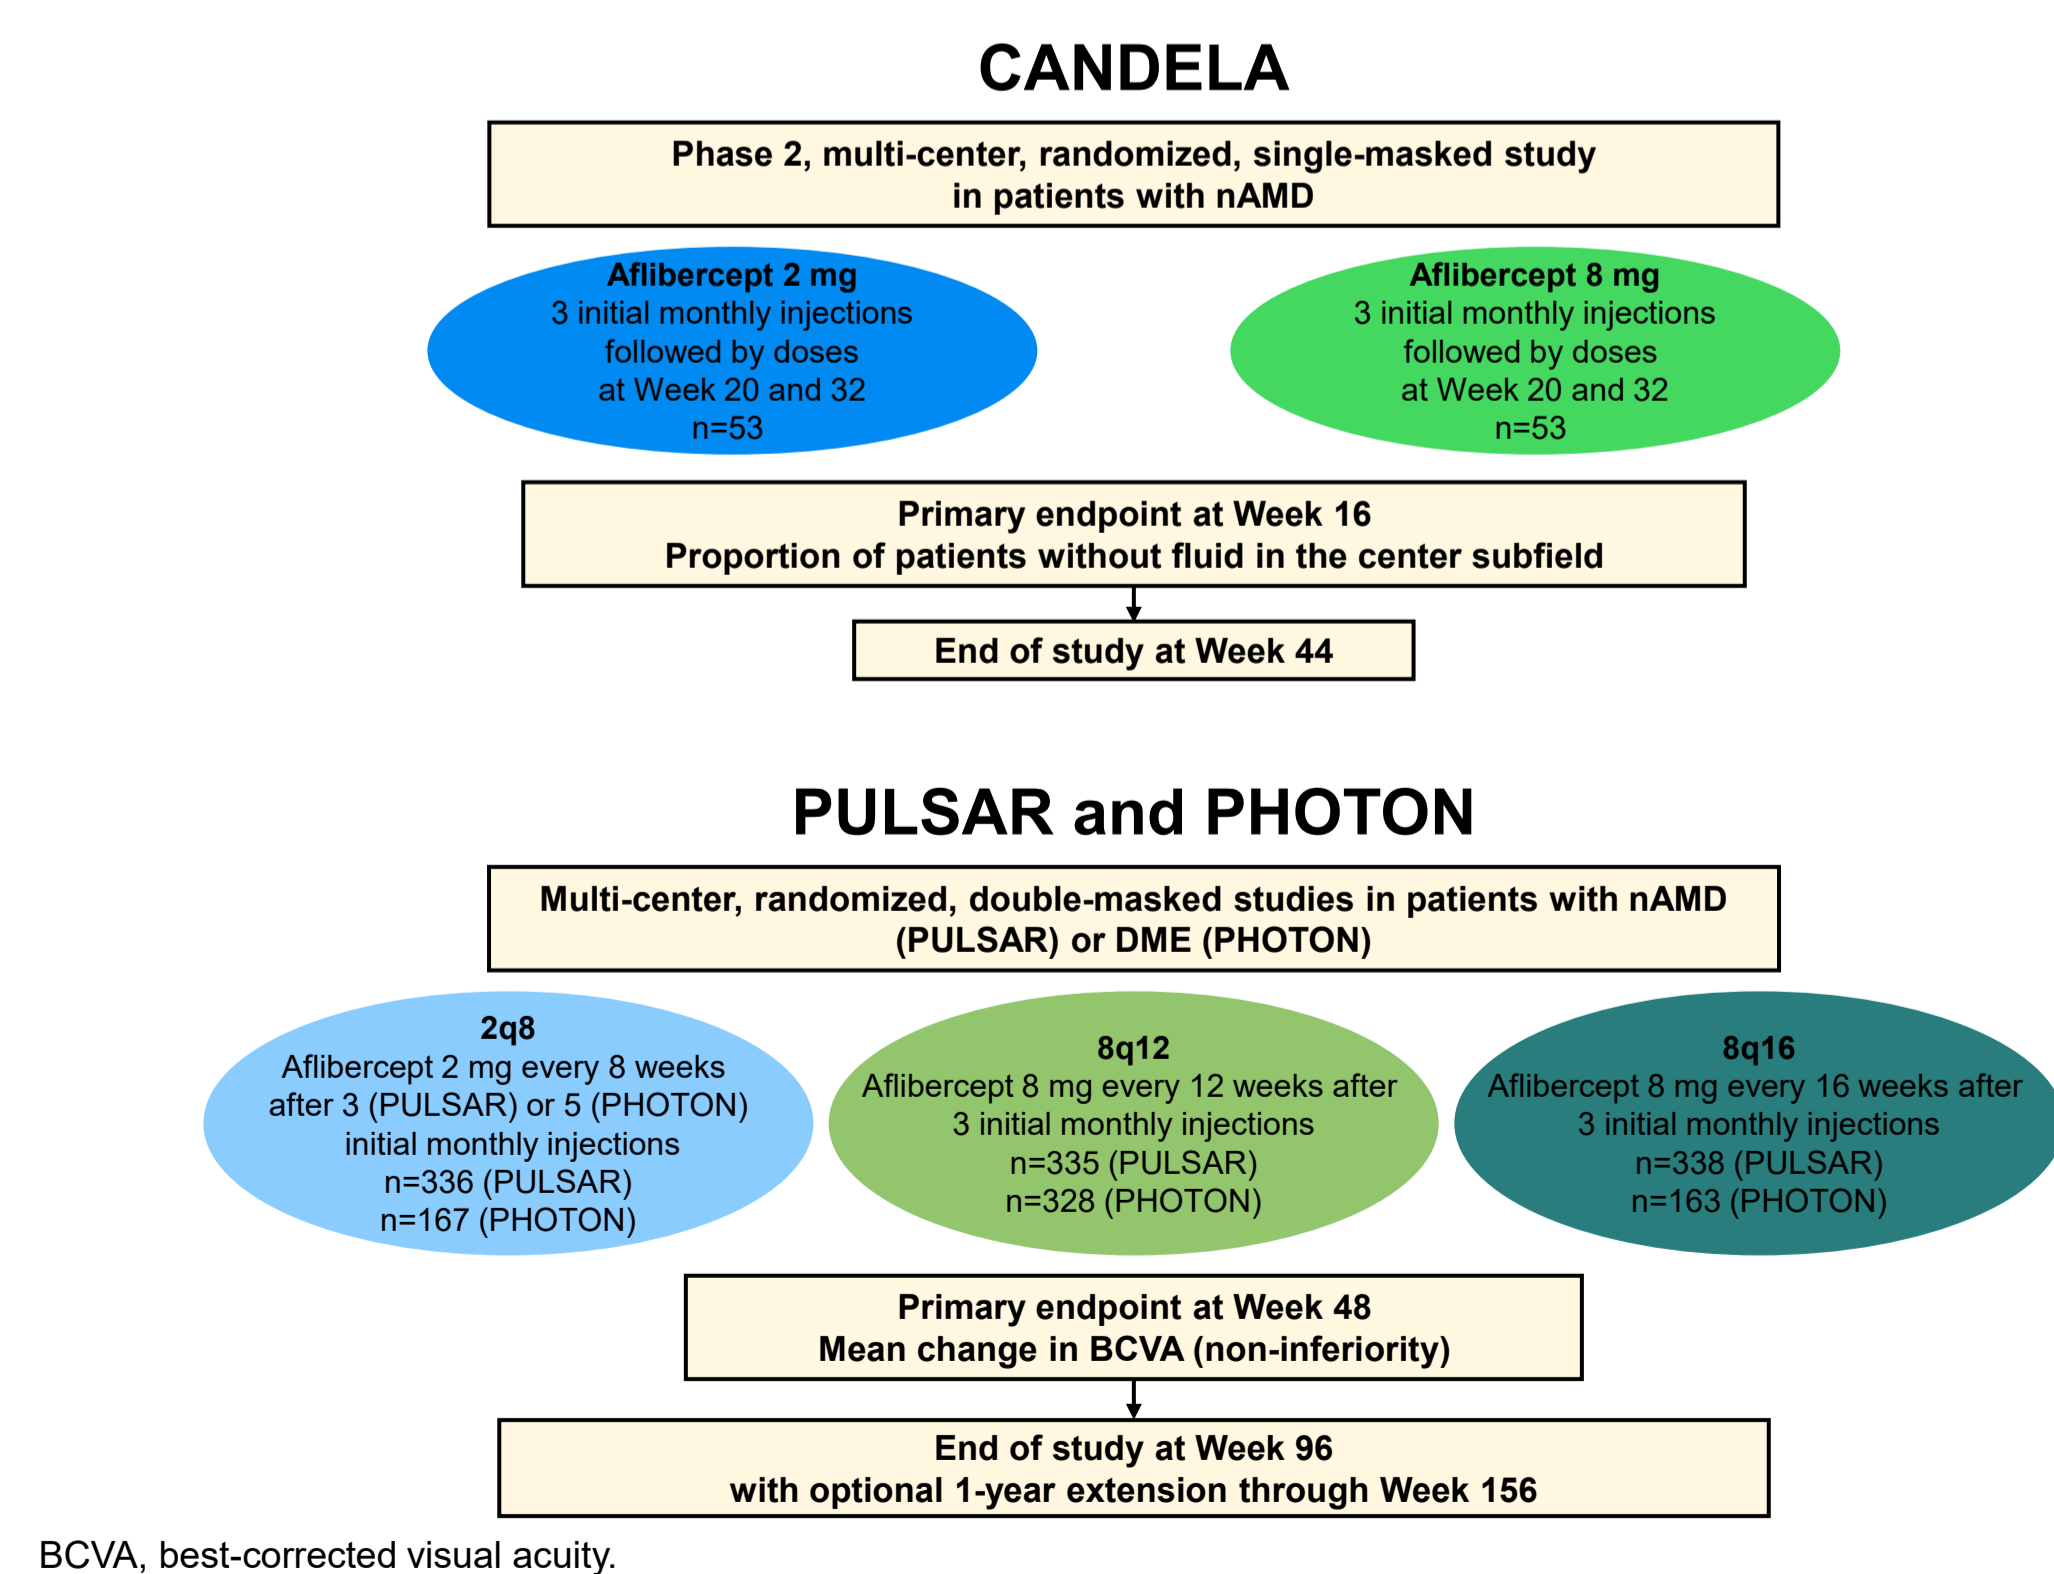 CANDELA
Phase 2, multi-center, randomized, single-masked study
in patients with nAMD
Aflibercept 2 mg
3 initial monthly injections
followed by doses
at Week 20 and 32
n=53
Aflibercept 8 mg
3 initial monthly injections
followed by doses
at Week 20 and 32
n=53
Primary endpoint at Week 16
Proportion of patients without fluid in the center subfield
End of study at Week 44
PULSAR and PHOTON
Multi-center, randomized, double-masked studies in patients with nAMD
(PULSAR) or DME (PHOTON)
2q8
Aflibercept 2 mg every 8 weeks
after 3 (PULSAR) or 5 (PHOTON)
initial monthly injections
n=336 (PULSAR)
n=167 (PHOTON)
8q12
Aflibercept 8 mg every 12 weeks after
3 initial monthly injections
n=335 (PULSAR)
n=328 (PHOTON)
8q16
Aflibercept 8 mg every 16 weeks after
3 initial monthly injections
n=338 (PULSAR)
n=163 (PHOTON)
Primary endpoint at Week 48
Mean change in BCVA (non-inferiority)
End of study at Week 96
with optional 1-year extension through Week 156
BCVA, best-corrected visual acuity.